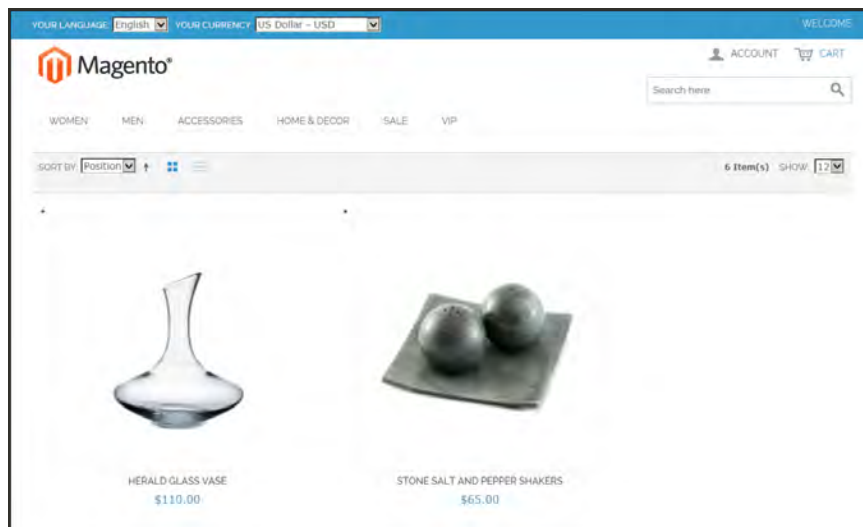 YOUR LANGUAGE: English YOUR CURRENCY: US Dollar - USD WELCOME
Magento®
ACCOUNT CART
Search here
WOMEN MEN ACCESSORIES HOME & DECOR SALE VIP
SORT BY Position 6 Item(s) SHOW 12
HERALD GLASS VASE STONE SALT AND PEPPER SHAKERS
$110.00 $65.00